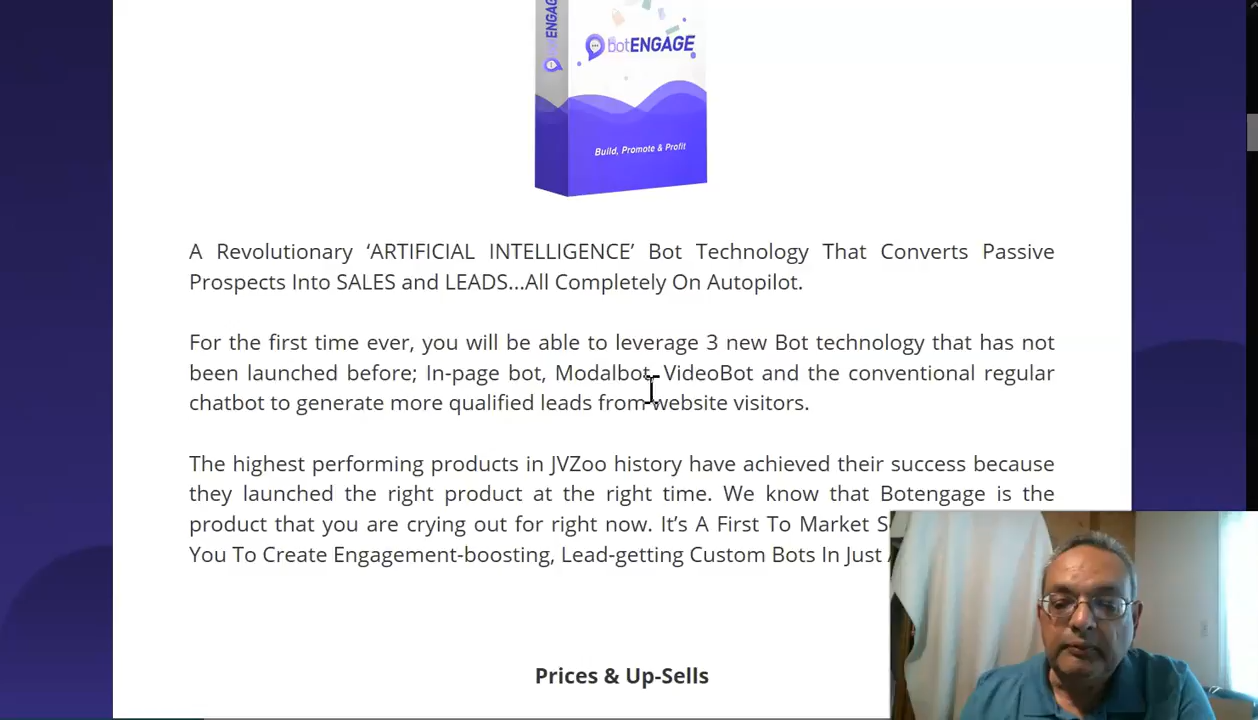 BotENGAGE
BotENGAGE
Build, Promote & Profit
A Revolutionary ‘ARTIFICIAL INTELLIGENCE’ Bot Technology That Converts Passive
Prospects Into SALES and LEADS...All Completely On Autopilot.
For the first time ever, you will be able to leverage 3 new Bot technology that has not
been launched before; In-page bot, Modalbot, VideoBot and the conventional regular
chatbot to generate more qualified leads from website visitors.
The highest performing products in JVZoo history have achieved their success because
they launched the right product at the right time. We know that Botengage is the
product that you are crying out for right now. It’s A First To Market
You To Create Engagement-boosting, Lead-getting Custom Bots In Just
Prices & Up-Sells